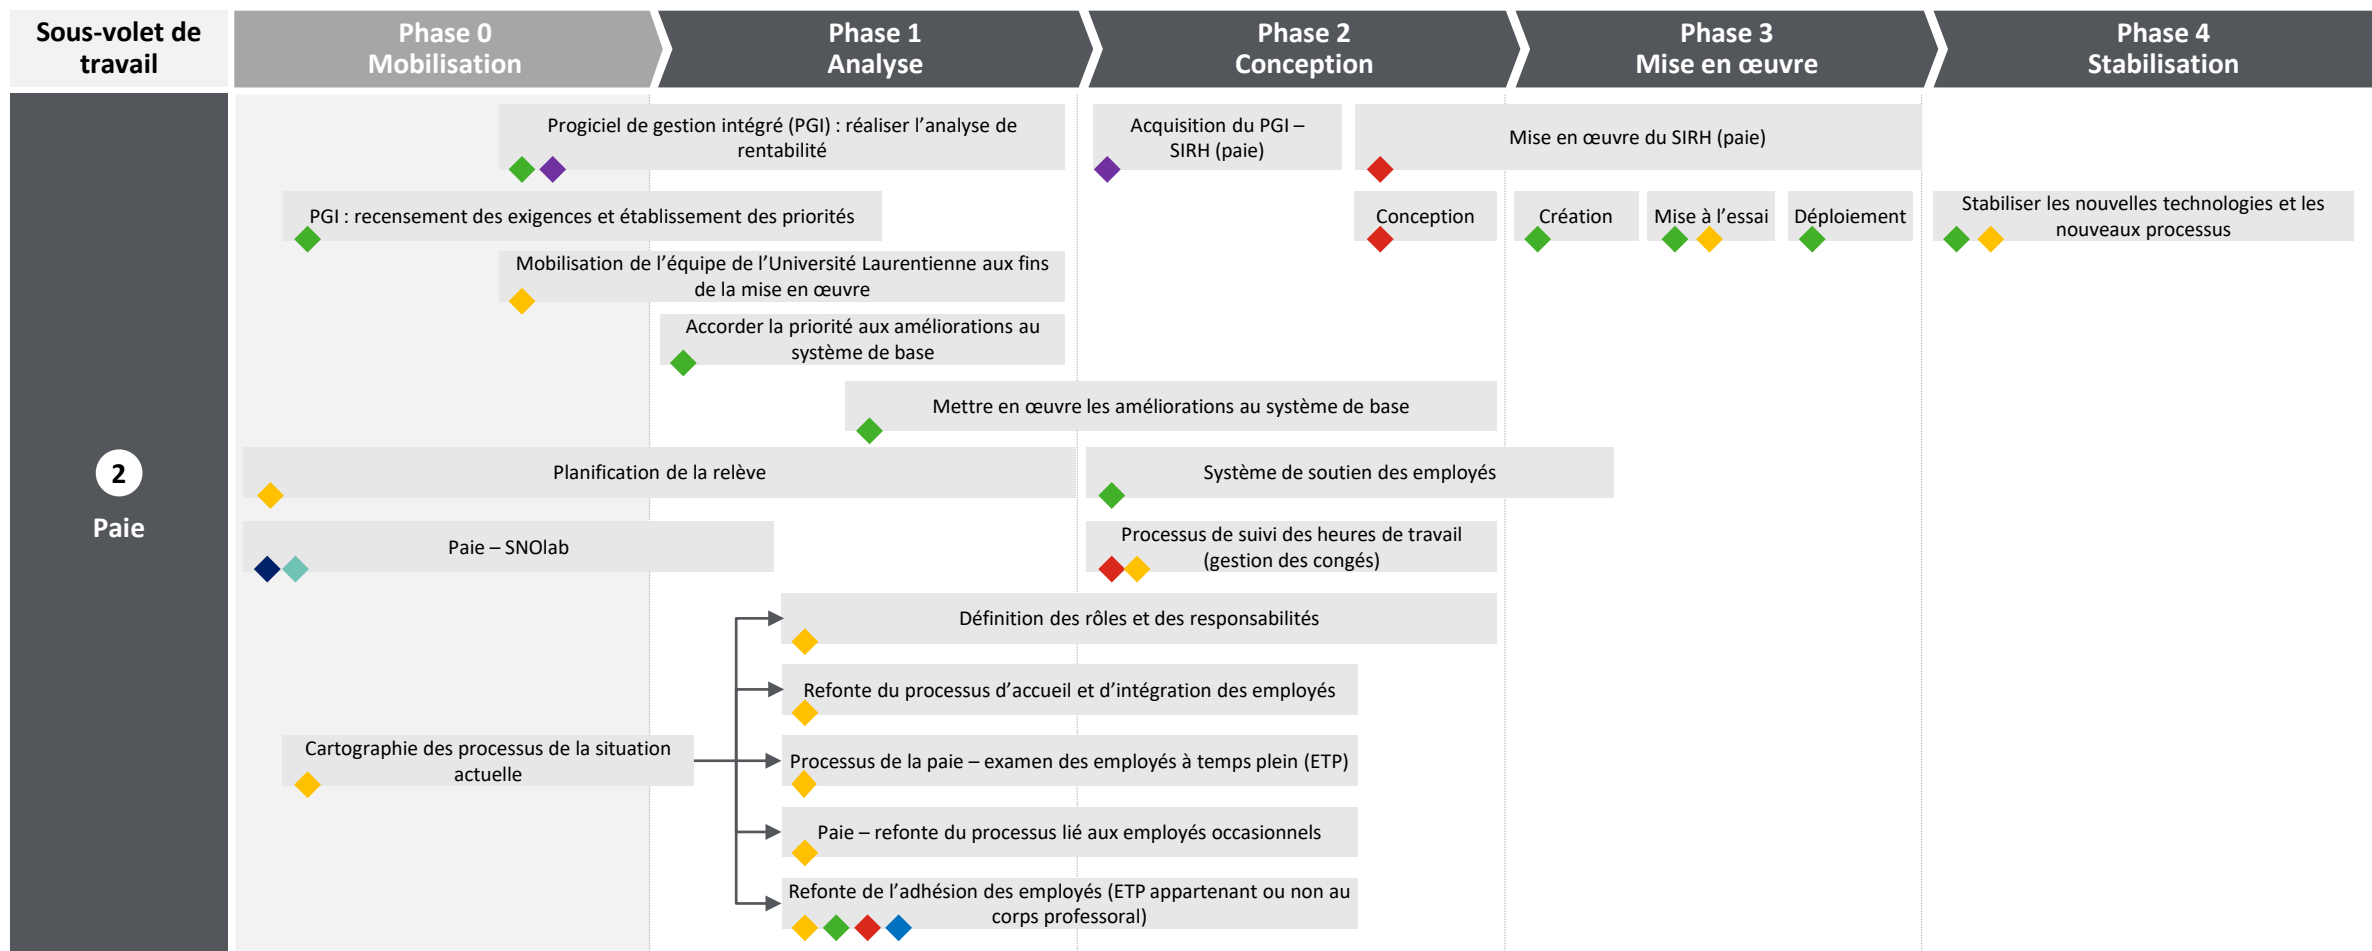 Sous-volet de
travail
Phase 0
Mobilisation
Phase 1
Analyse
Phase 2
Conception
Phase 3
Mise en œuvre
Phase 4
Stabilisation
2
Paie
Progiciel de gestion intégré (PGI) : réaliser l’analyse de
rentabilité
Acquisition du PGI –
SIRH (paie)
Mise en œuvre du SIRH (paie)
PGI : recensement des exigences et établissement des priorités
Conception
Création
Mise à l’essai
Déploiement
Stabiliser les nouvelles technologies et les
nouveaux processus
Mobilisation de l’équipe de l’Université Laurentienne aux fins
de la mise en œuvre
Accorder la priorité aux améliorations au
système de base
Mettre en œuvre les améliorations au système de base
Planification de la relève
Système de soutien des employés
Paie – SNOlab
Processus de suivi des heures de travail
(gestion des congés)
Définition des rôles et des responsabilités
Refonte du processus d’accueil et d’intégration des employés
Cartographie des processus de la situation
actuelle
Processus de la paie – examen des employés à temps plein (ETP)
Paie – refonte du processus lié aux employés occasionnels
Refonte de l’adhésion des employés (ETP appartenant ou non au
corps professoral)